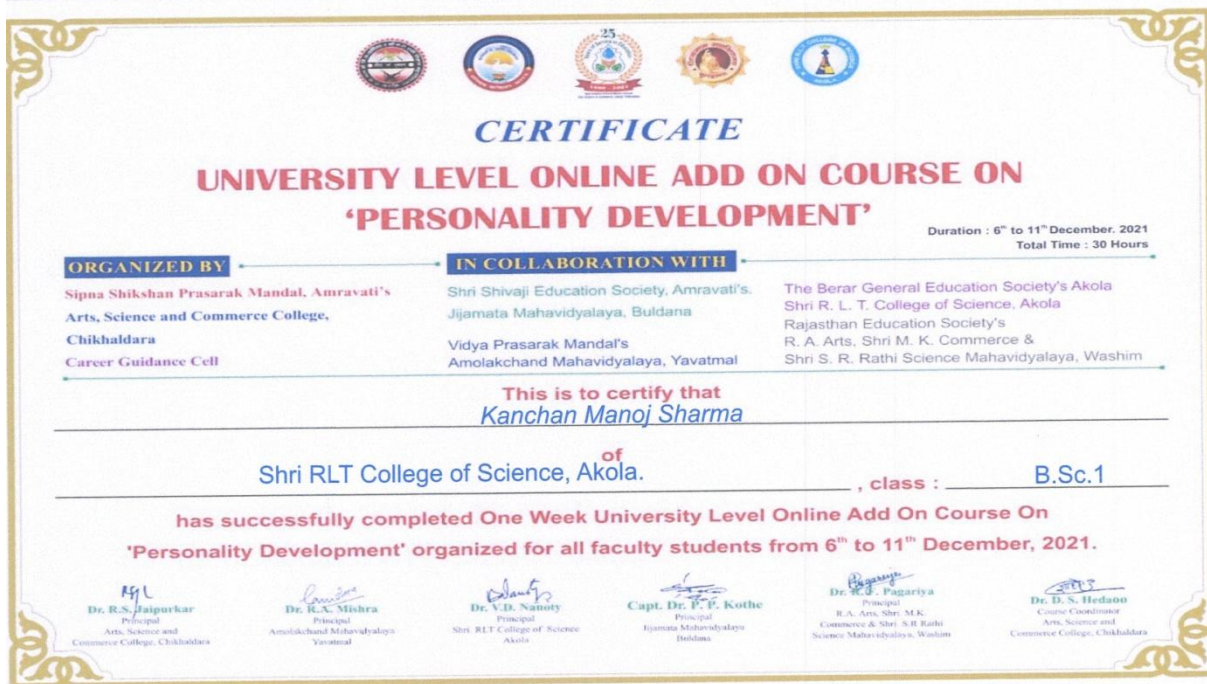 25
CERTIFICATE
UNIVERSITY LEVEL ONLINE ADD ON COURSE ON
‘PERSONALITY DEVELOPMENT’
Duration : 6th to 11th December. 2021
Total Time : 30 Hours
ORGANIZED BY
Sipna Shikshan Prasarak Mandal, Amravati's
Arts, Science and Commerce College,
Chikhaldara
Career Guidance Cell
IN COLLABORATION WITH
Shri Shivaji Education Society, Amravati's.
Jijamata Mahavidyalaya, Buldana
Vidya Prasarak Mandal's
Amolakchand Mahavidyalaya, Yavatmal
The Berar General Education Society's Akola
Shri R. L. T. College of Science, Akola
Rajasthan Education Society's
R. A. Arts, Shri M. K. Commerce &
Shri S. R. Rathi Science Mahavidyalaya, Washim
This is to certify that
Kanchan Manoj Sharma
of
Shri RLT College of Science, Akola.
, class : B.Sc.1
has successfully completed One Week University Level Online Add On Course On
'Personality Development' organized for all faculty students from 6th to 11th December, 2021.
Dr. R.S. Jaipurkar
Principal
Arts, Science and
Commerce College, Chikhaldara
Dr. R.A. Mishra
Principal
Amolakchand Mahavidyalaya
Yavatmal
Dr. V.D. Nanoty
Principal
Shri. RLT College of Science
Akola
Capt. Dr. P. P. Kothe
Principal
Jijamata Mahavidyalaya
Buldana
Dr. Pagariya
Principal
R.A. Arts, Shri. M.K.
Commerce & Shri. S.R Rathi
Science Mahavidyalaya, Washim
Dr. D. S. Hedaoo
Course Coordinator
Arts, Science and
Commerce College, Chikhaldara